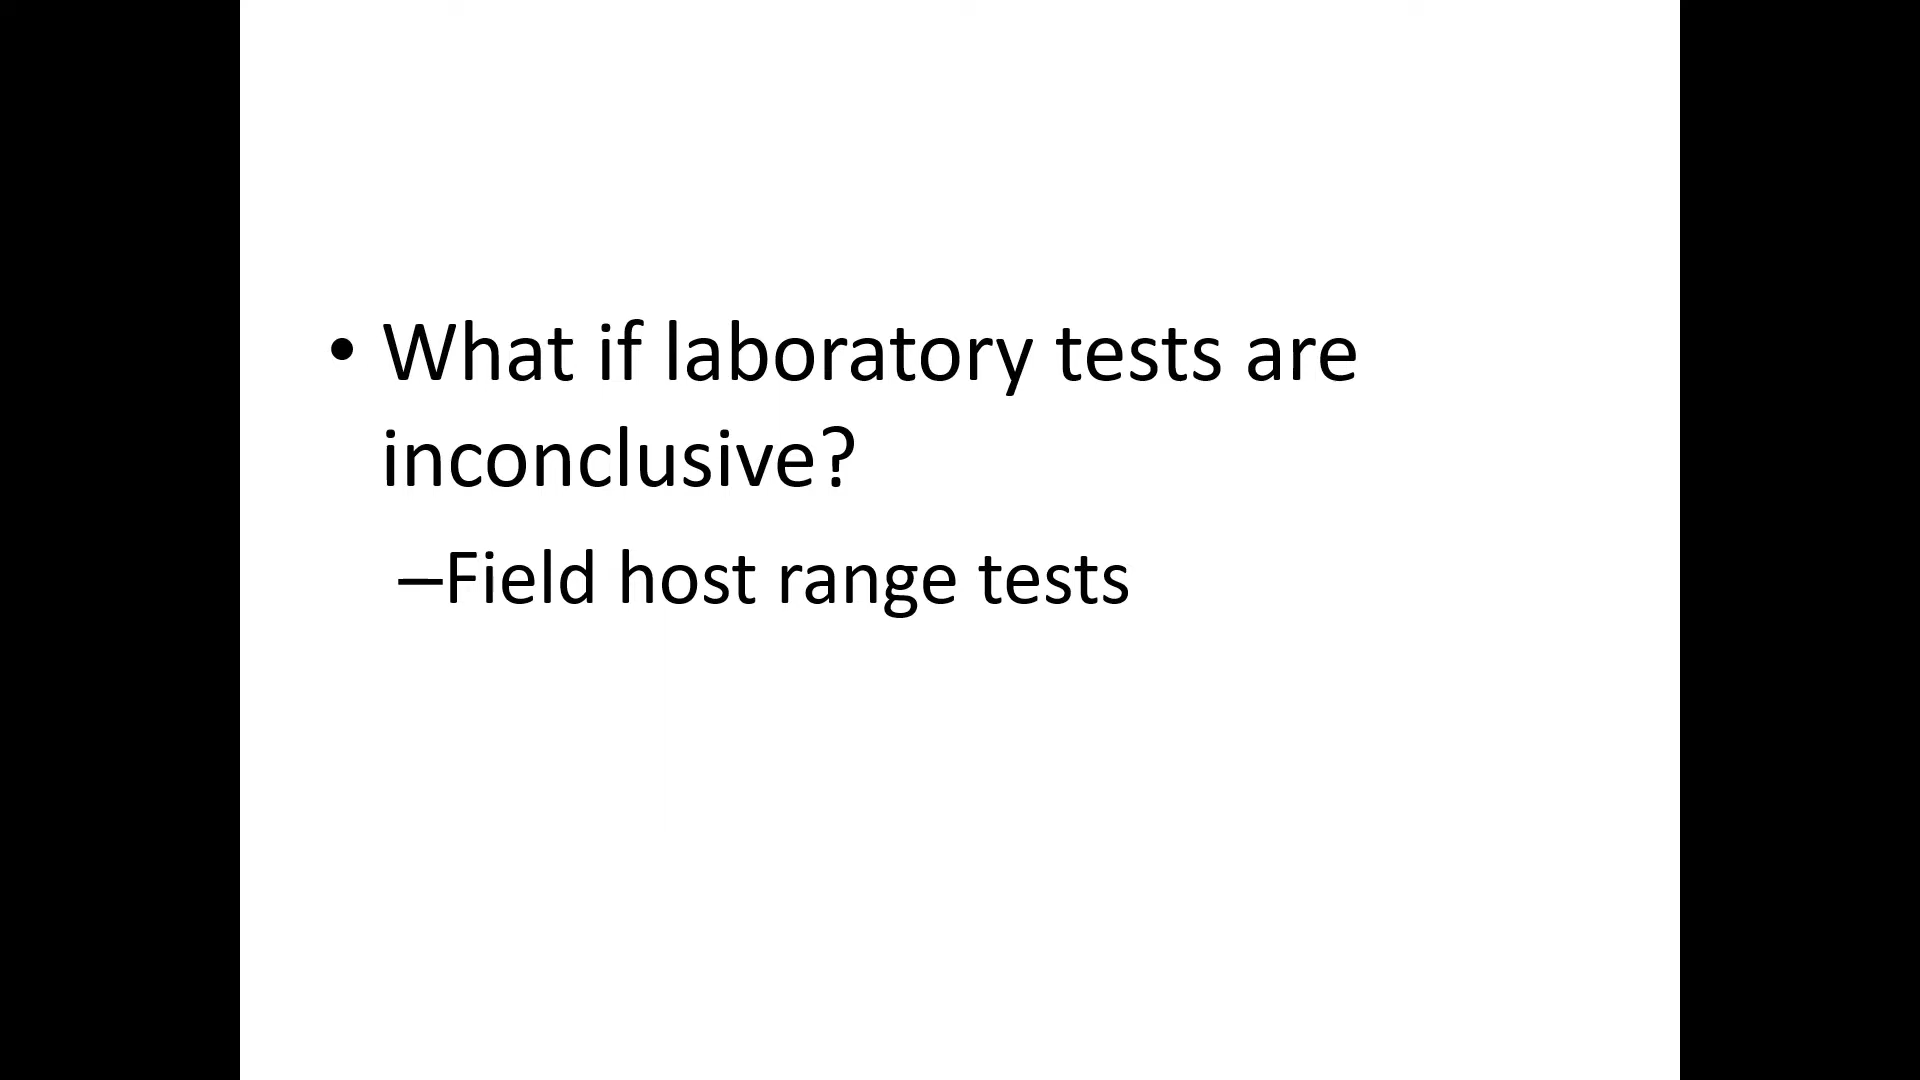 • What if laboratory tests are
inconclusive?
–Field host range tests